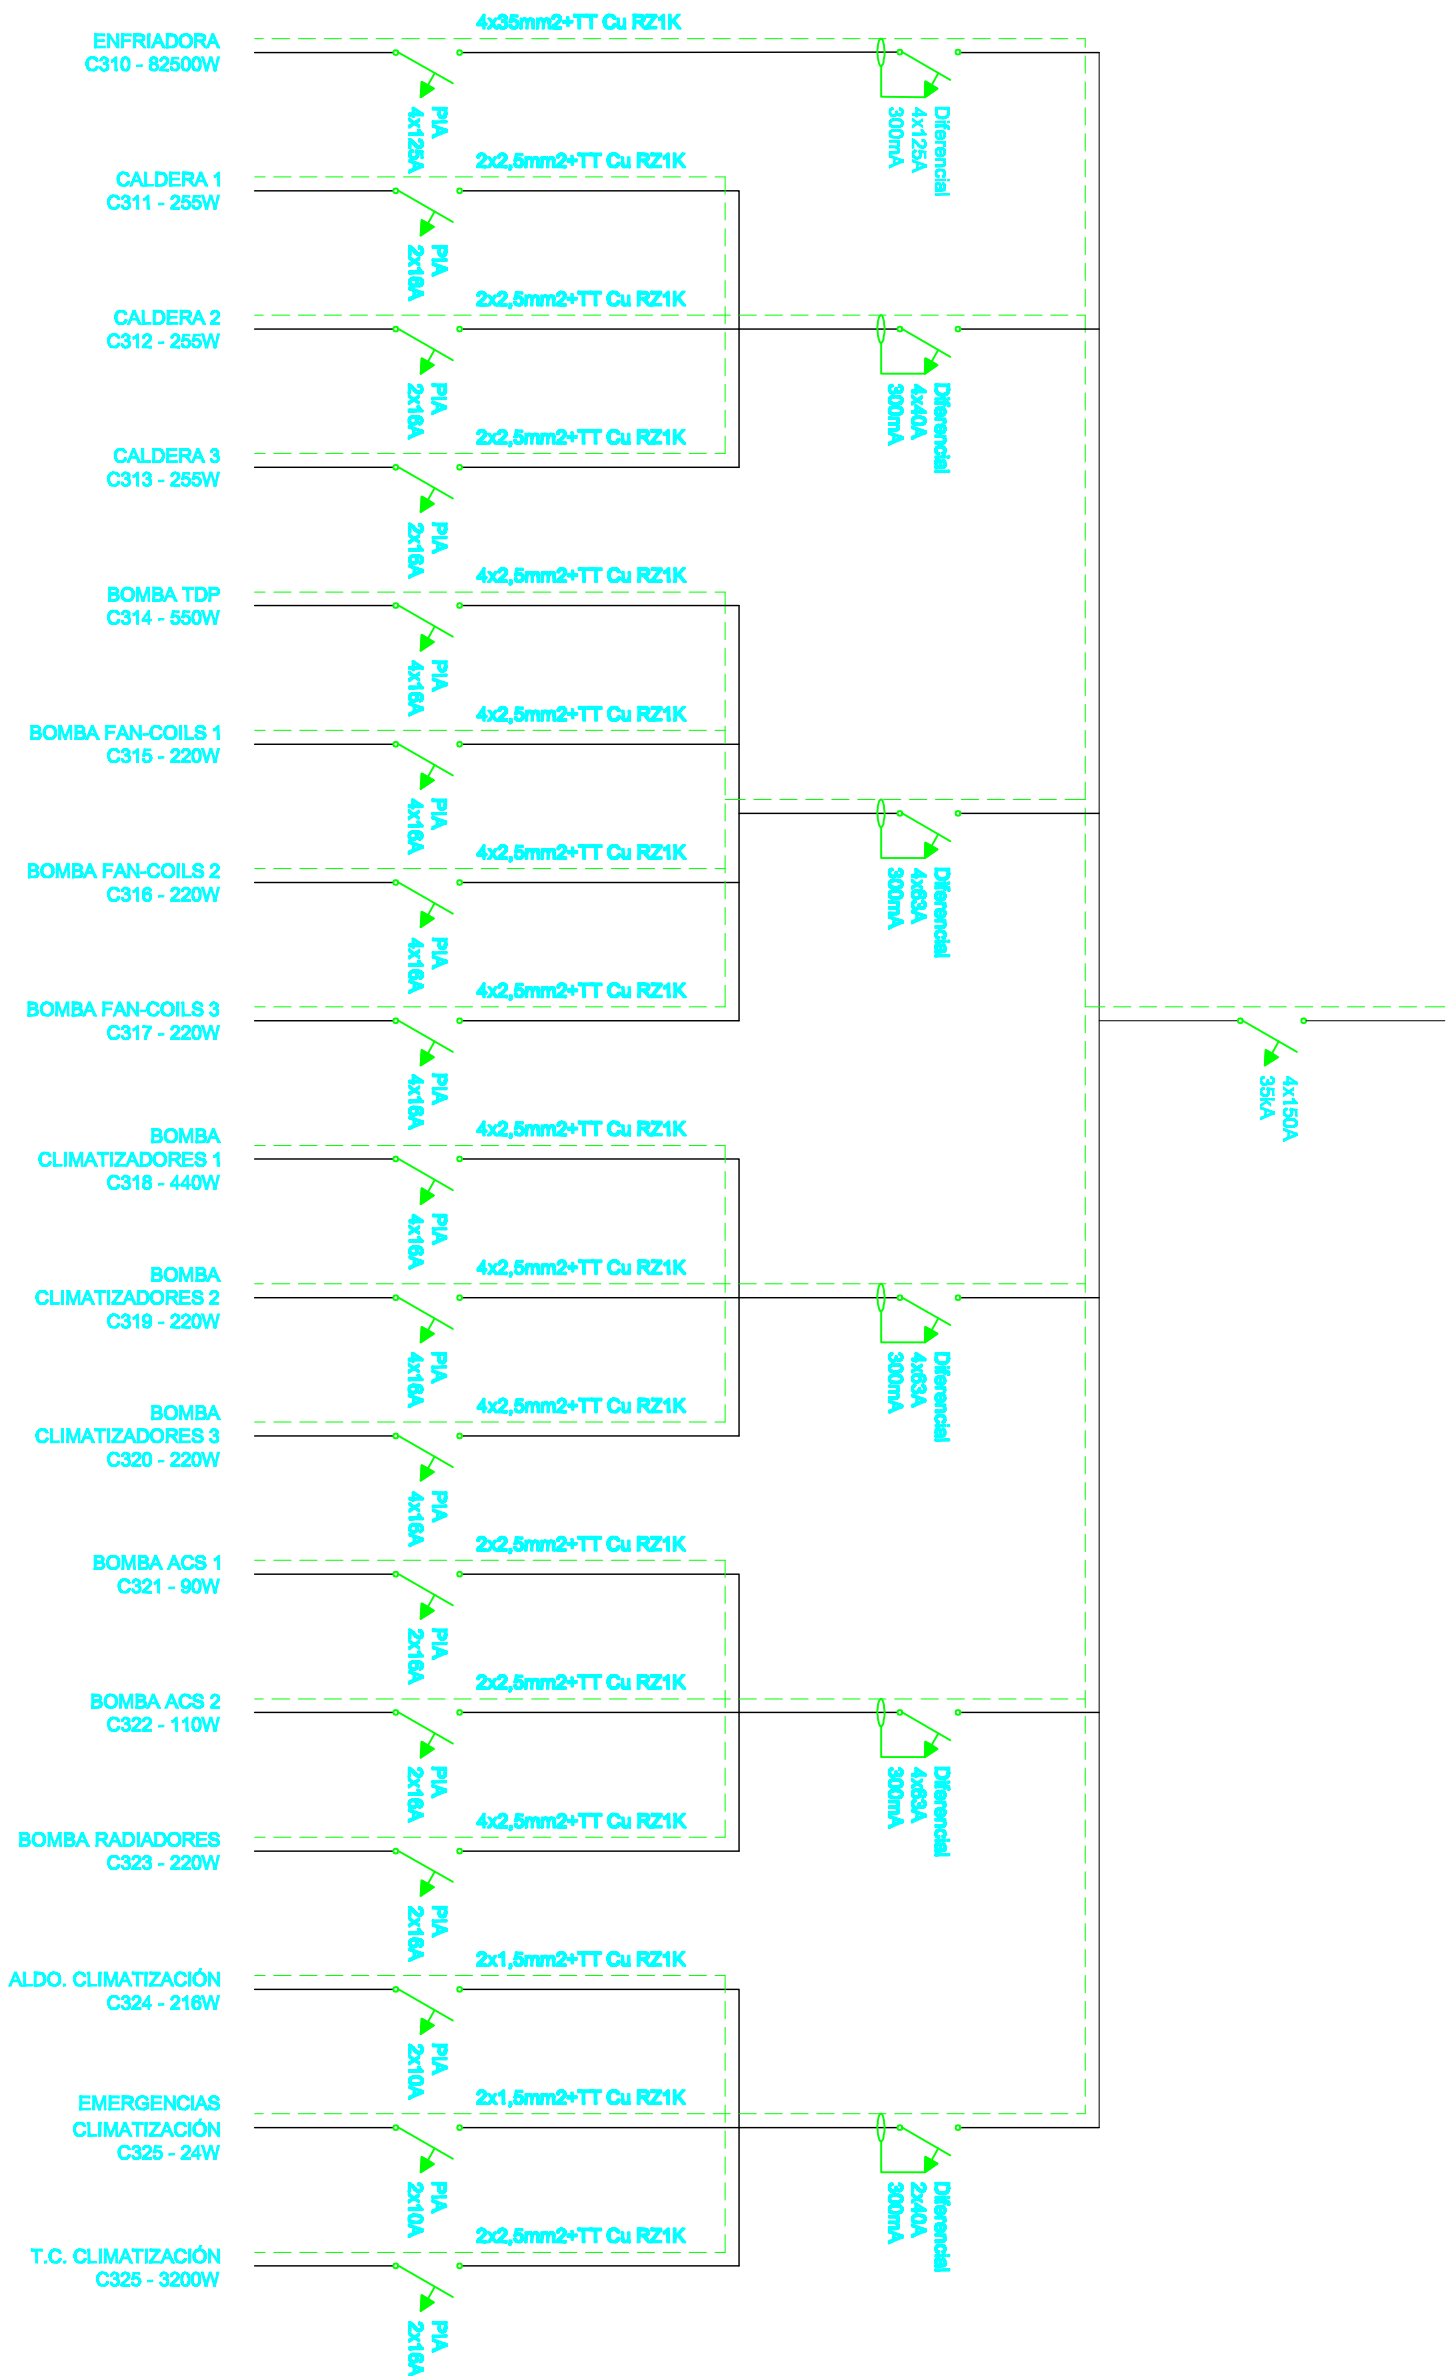 4x35mm2+TT Cu RZ1K
ENFRIADORA
C310 - 82500W
PIA
4x125A
Diferencial
4x125A
300mA
2x2,5mm2+TT Cu RZ1K
CALDERA 1
C311 - 255W
PIA
2x16A
2x2,5mm2+TT Cu RZ1K
CALDERA 2
C312 - 255W
PIA
2x16A
Diferencial
4x40A
300mA
2x2,5mm2+TT Cu RZ1K
CALDERA 3
C313 - 255W
PIA
2x16A
4x2,5mm2+TT Cu RZ1K
BOMBA TDP
C314 - 550W
PIA
4x16A
4x2,5mm2+TT Cu RZ1K
BOMBA FAN-COILS 1
C315 - 220W
PIA
4x16A
4x2,5mm2+TT Cu RZ1K
BOMBA FAN-COILS 2
C316 - 220W
PIA
4x16A
Diferencial
4x63A
300mA
4x2,5mm2+TT Cu RZ1K
BOMBA FAN-COILS 3
C317 - 220W
PIA
4x16A
4x150A
35kA
4x2,5mm2+TT Cu RZ1K
BOMBA
CLIMATIZADORES 1
C318 - 440W
PIA
4x16A
4x2,5mm2+TT Cu RZ1K
BOMBA
CLIMATIZADORES 2
C319 - 220W
PIA
4x16A
Diferencial
4x63A
300mA
4x2,5mm2+TT Cu RZ1K
BOMBA
CLIMATIZADORES 3
C320 - 220W
PIA
4x16A
2x2,5mm2+TT Cu RZ1K
BOMBA ACS 1
C321 - 90W
PIA
2x16A
2x2,5mm2+TT Cu RZ1K
BOMBA ACS 2
C322 - 110W
PIA
2x16A
Diferencial
4x63A
300mA
4x2,5mm2+TT Cu RZ1K
BOMBA RADIADORES
C323 - 220W
PIA
2x16A
2x1,5mm2+TT Cu RZ1K
ALDO. CLIMATIZACIÓN
C324 - 216W
PIA
2x10A
2x1,5mm2+TT Cu RZ1K
EMERGENCIAS
CLIMATIZACIÓN
C325 - 24W
PIA
2x10A
Diferencial
2x40A
300mA
2x2,5mm2+TT Cu RZ1K
T.C. CLIMATIZACIÓN
C325 - 3200W
PIA
2x16A